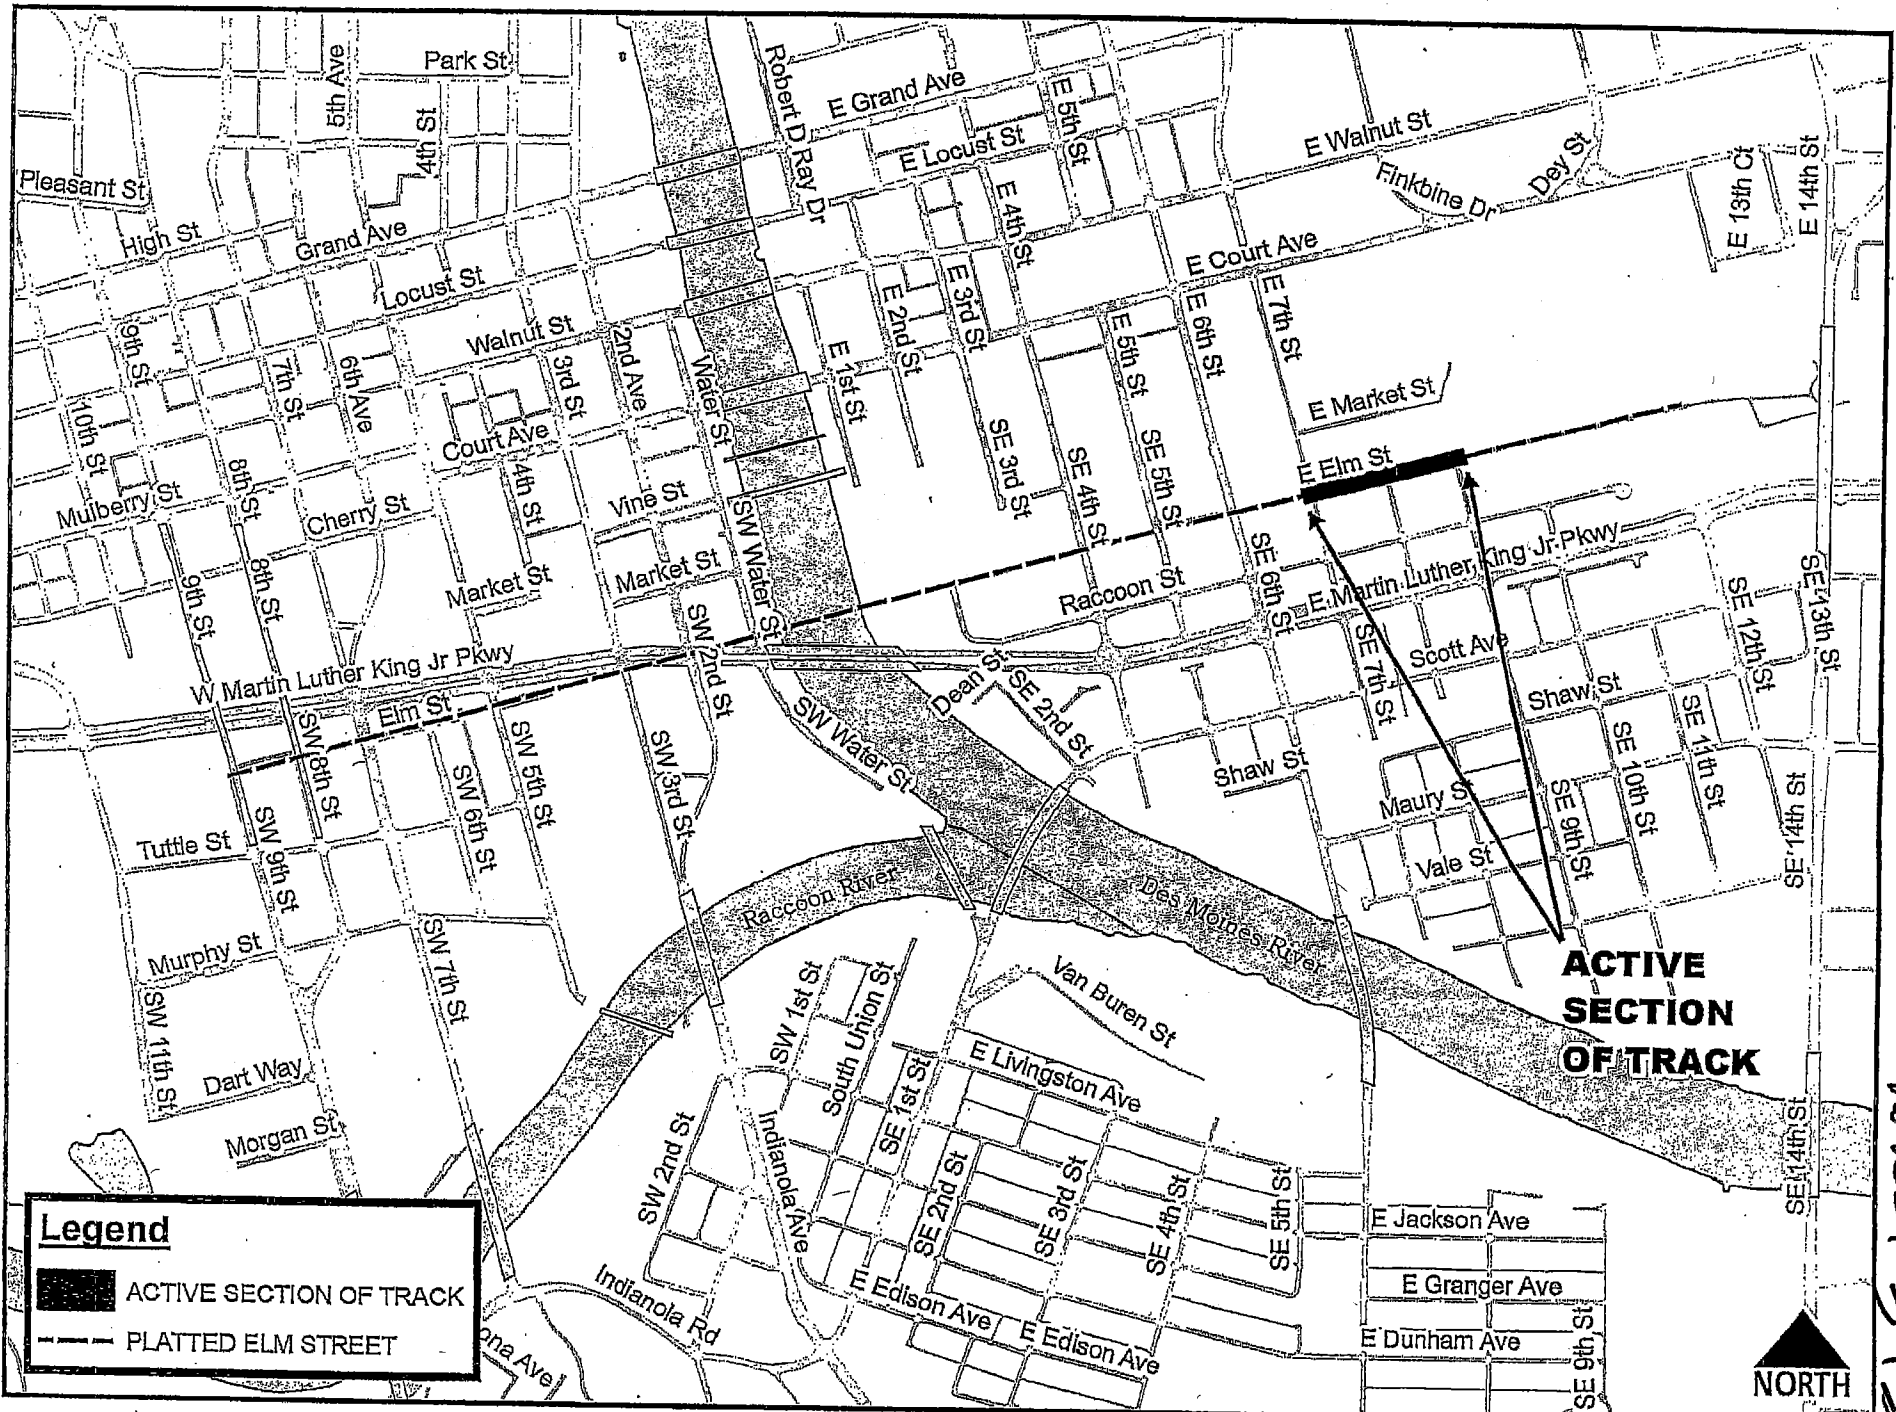 Park St
5th Ave
4th St
Robert D Ray Dr
E Grand Ave
E 5th St
E Locust St
E Walnut St
Finkbine Dr
Dey St
E 13th Ct
E 14th St
Pleasant St
High St
Grand Ave
Locust St
E 4th St
E Court Ave
E 3rd St
E 2nd St
E 6th St
E 7th St
9th St
7th St
6th Ave
Walnut St
3rd St
2nd Ave
Water St
E 1st St
E 5th St
E Market St
10th St
8th St
Court Ave
4th St
SE 3rd St
SE 4th St
SE 5th St
E Elm St
Mulberry St
Cherry St
Vine St
SW Water St
9th St
8th St
Market St
Market St
Raccoon St
SE 6th St
E Martin Luther King Jr Pkwy
SE 13th St
SE 12th St
W Martin Luther King Jr Pkwy
SW 2nd St
Dean St
SE 2nd St
SE 7th St
Scott Ave
Shaw St
Elm St
SW 8th St
SW 5th St
SW 3rd St
SW Water St
Shaw St
Maury St
SE 9th St
SE 10th St
SE 11th St
SE 14th St
Tuttle St
SW 9th St
SW 6th St
Vale St
Raccoon River
Des Moines River
Murphy St
SW 7th St
SW 11th St
SW 1st St
South Union St
Van Buren St
ACTIVE
SECTION
OF TRACK
Dart Way
Morgan St
E Livingston Ave
SE 1st St
SW 2nd St
Indianola Ave
SE 2nd St
SE 3rd St
SE 4th St
SE 5th St
SE 14th St
E Jackson Ave
E Granger Ave
E Dunham Ave
SE 9th St
Indianola Rd
E Edison Ave
E Edison Ave
ona Ave
Legend
ACTIVE SECTION OF TRACK
PLATTED ELM STREET
NORTH